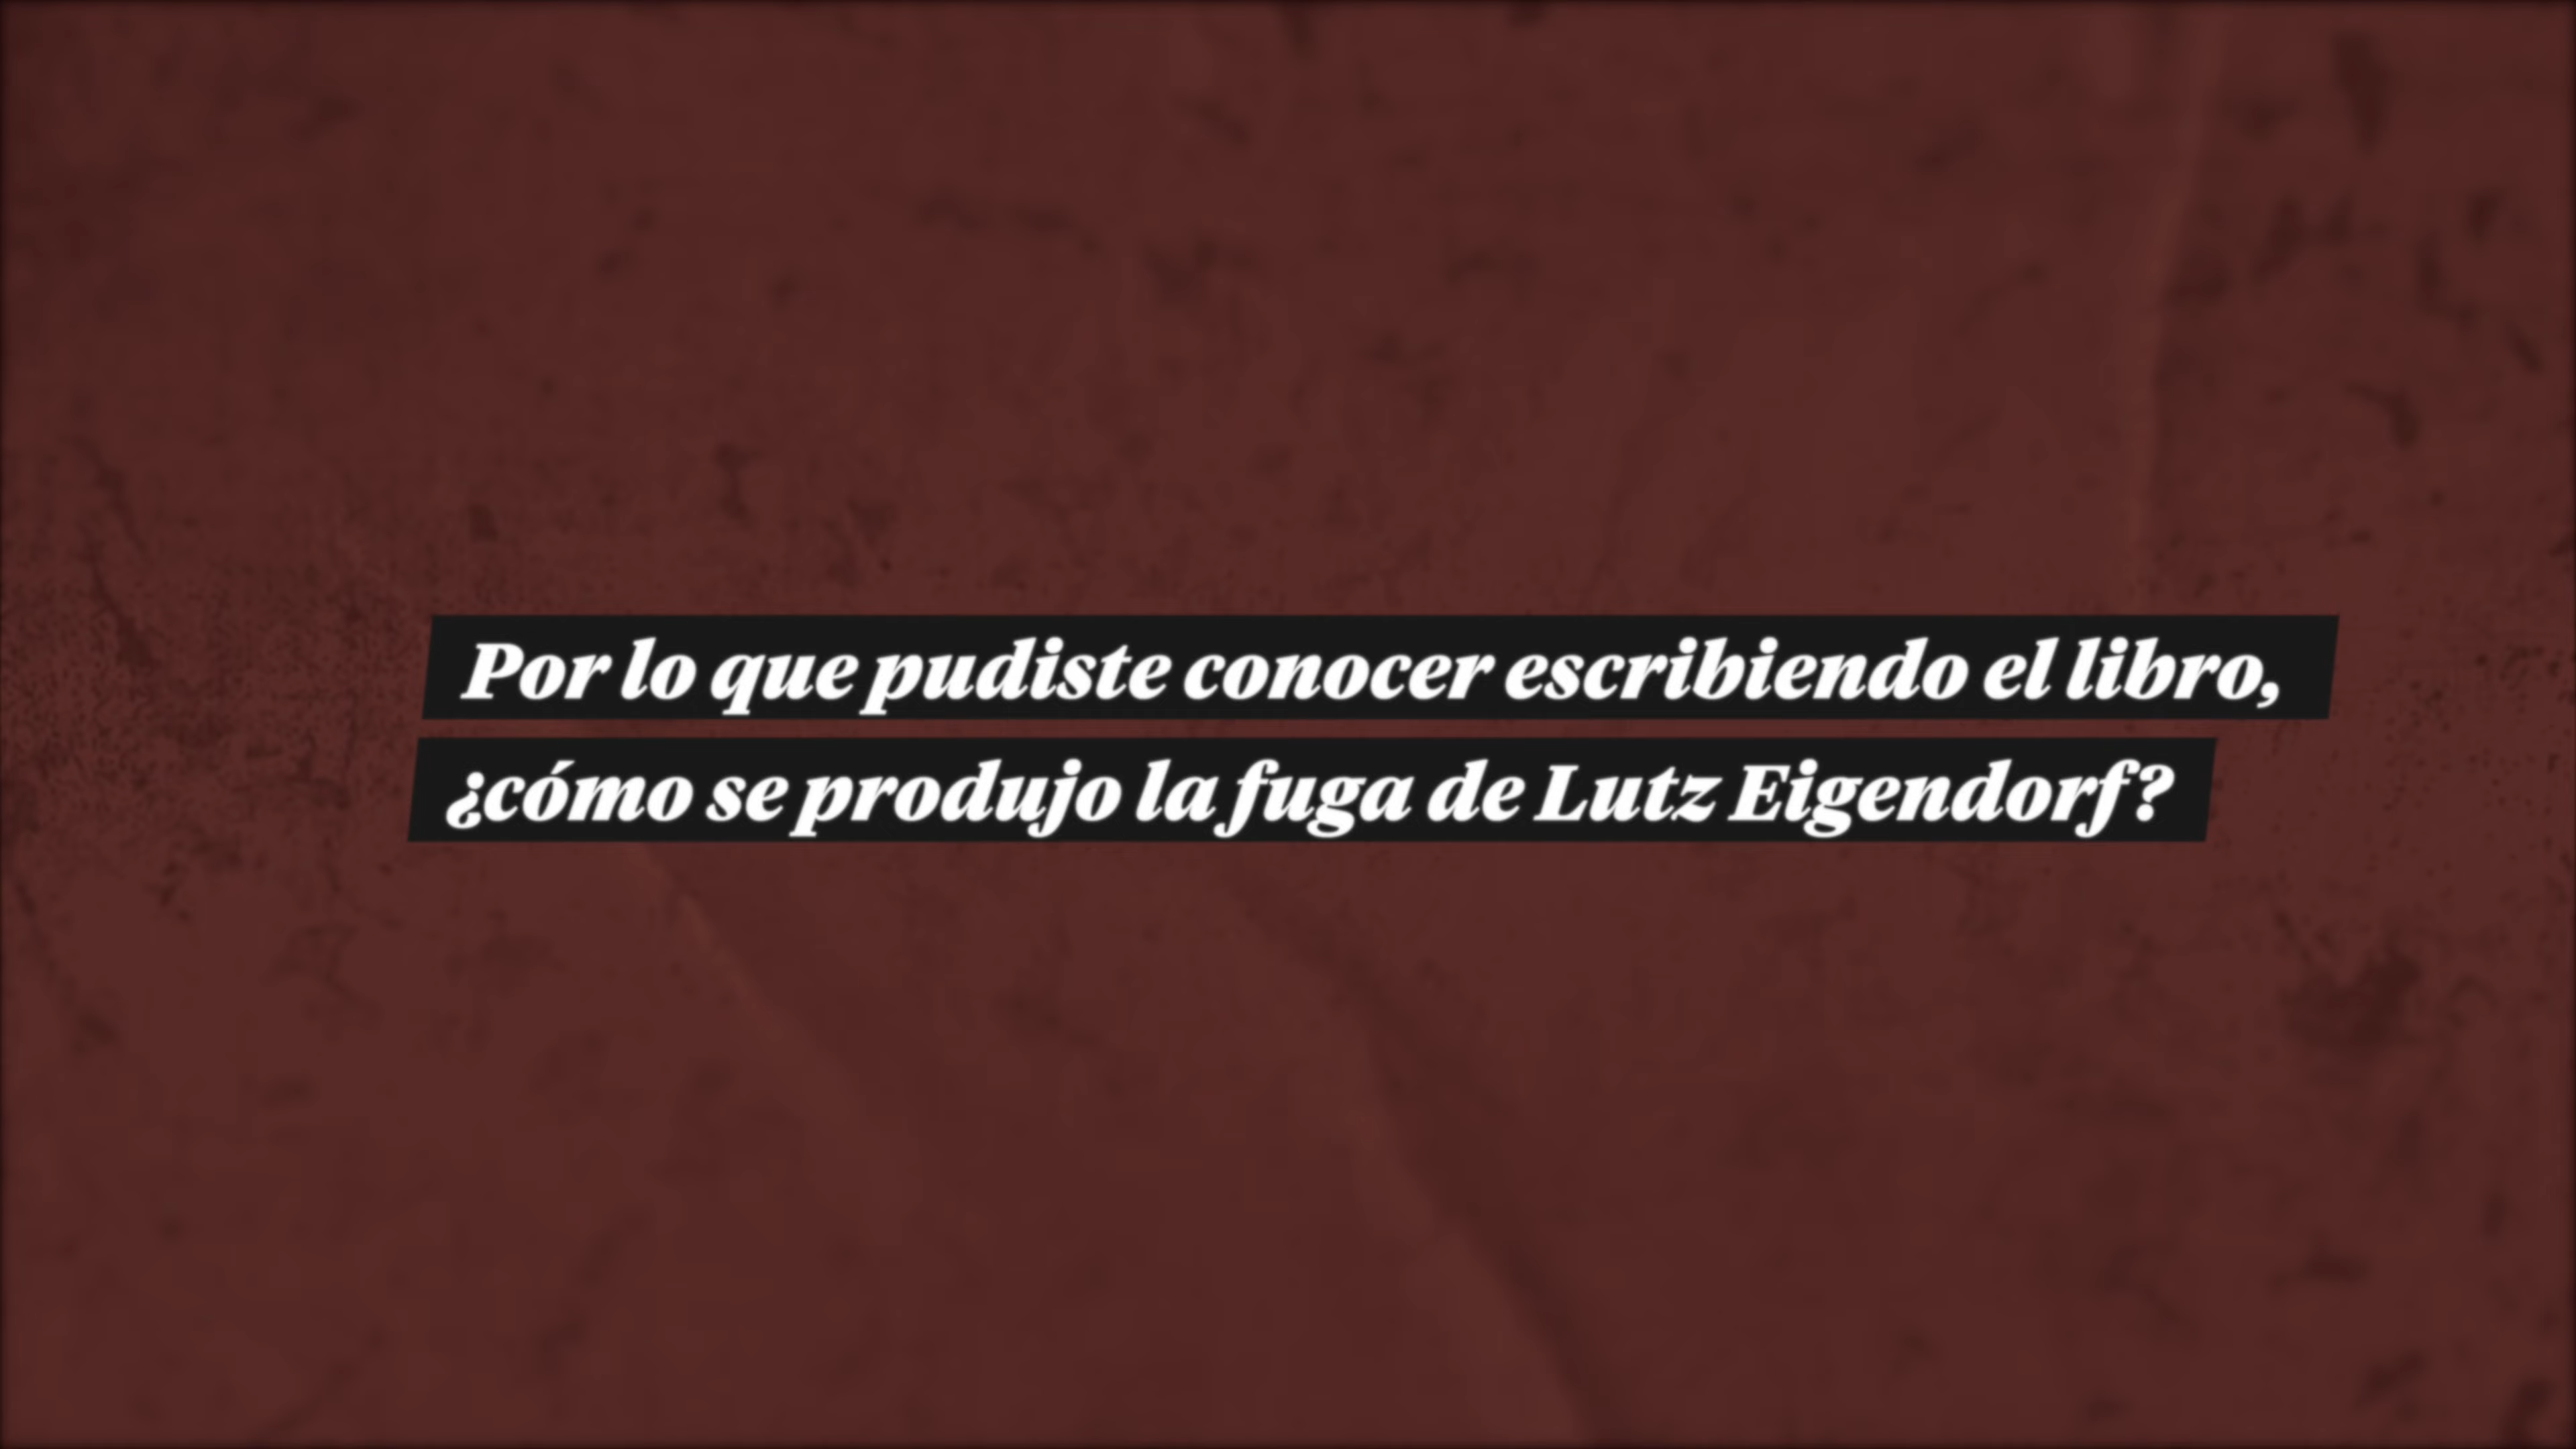 Por lo que pudiste conocer escribiendo el libro,
¿cómo se produjo la fuga de Lutz Eigendorf?